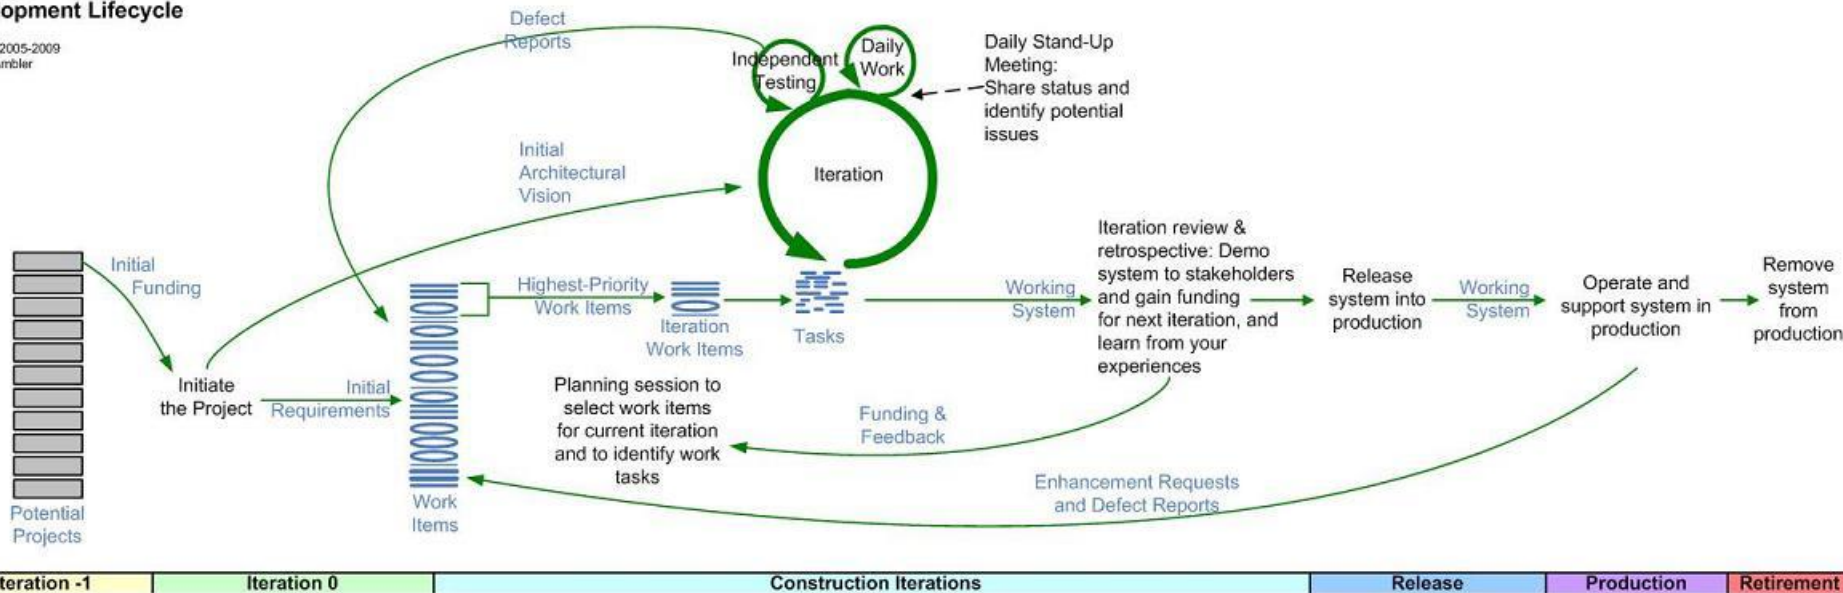 opment Lifecycle
2005-2009
mbler
Defect
Reports
Independent
Testing
Daily
Work
Daily Stand-Up
Meeting:
Share status and
identify potential
issues
Initial
Architectural
Vision
Iteration
Initial
Funding
Initiate
the Project
Initial
Requirements
Highest-Priority
Work Items
Iteration
Work Items
Tasks
Working
System
Iteration review &
retrospective: Demo
system to stakeholders
and gain funding
for next iteration, and
learn from your
experiences
Release
system into
production
Working
System
Operate and
support system in
production
Remove
system
from
production
Planning session to
select work items
for current iteration
and to identify work
tasks
Funding &
Feedback
Enhancement Requests
and Defect Reports
Work
Items
Potential
Projects
teration -1
Iteration 0
Construction Iterations
Release
Production
Retirement